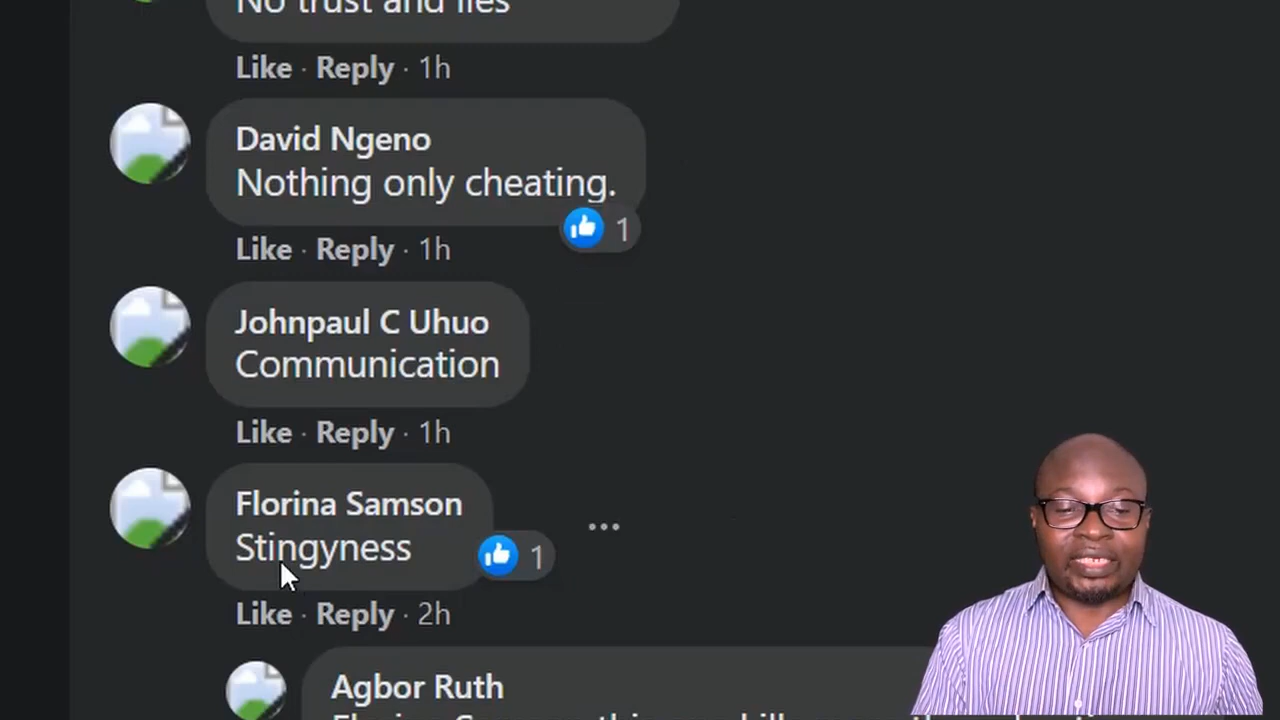 No trust and lies
Like · Reply · 1h
David Ngeno
Nothing only cheating.
1
Like · Reply · 1h
Johnpaul C Uhuo
Communication
Like · Reply · 1h
Florina Samson
Stingyness
1
Like · Reply · 2h
Agbor Ruth